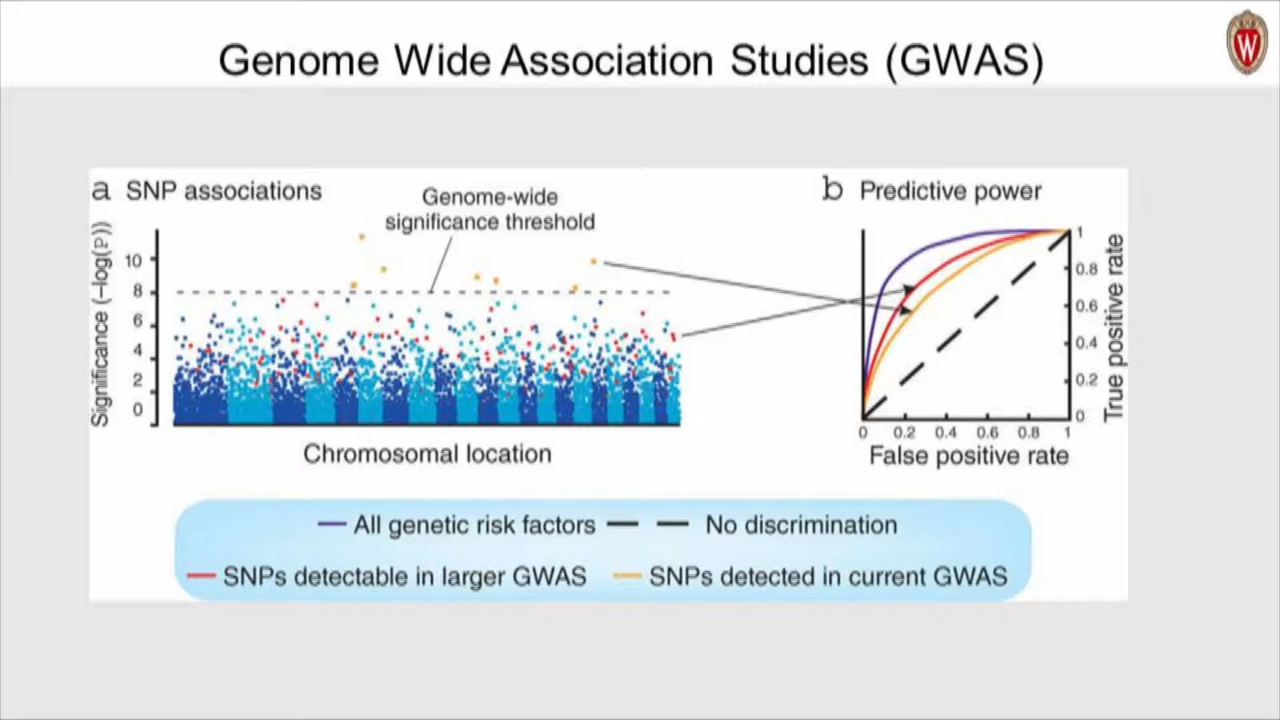 Genome Wide Association Studies (GWAS)
W
a SNP associations
Genome-wide
significance threshold
Significance (–log(P))
10
8
6
4
2
0
Chromosomal location
b Predictive power
1
0.8
0.6
0.4
0.2
0
True positive rate
0 0.2 0.4 0.6 0.8 1
False positive rate
All genetic risk factors No discrimination
SNPs detectable in larger GWAS SNPs detected in current GWAS